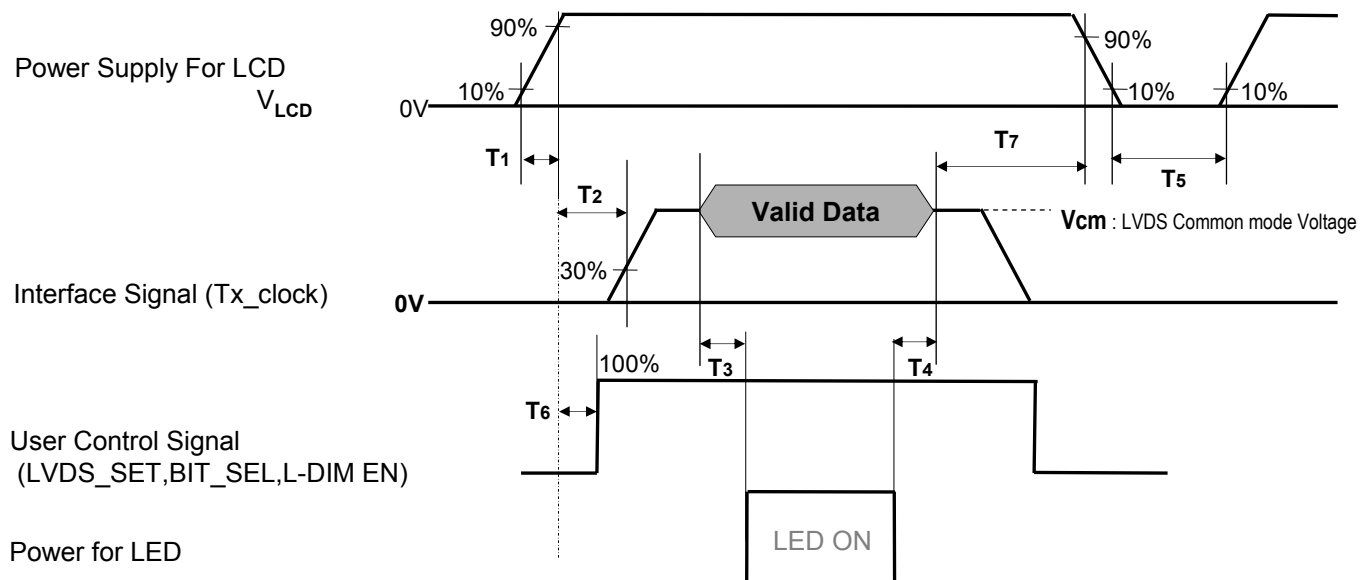 90%
90%
Power Supply For LCD
VLCD
10%
10%
10%
0V
T1
T7
T2
T5
Valid Data
Vcm : LVDS Common mode Voltage
30%
Interface Signal (Tx_clock)
0V
100%
T3
T4
T6
User Control Signal
(LVDS_SET,BIT_SEL,L-DIM EN)
LED ON
Power for LED